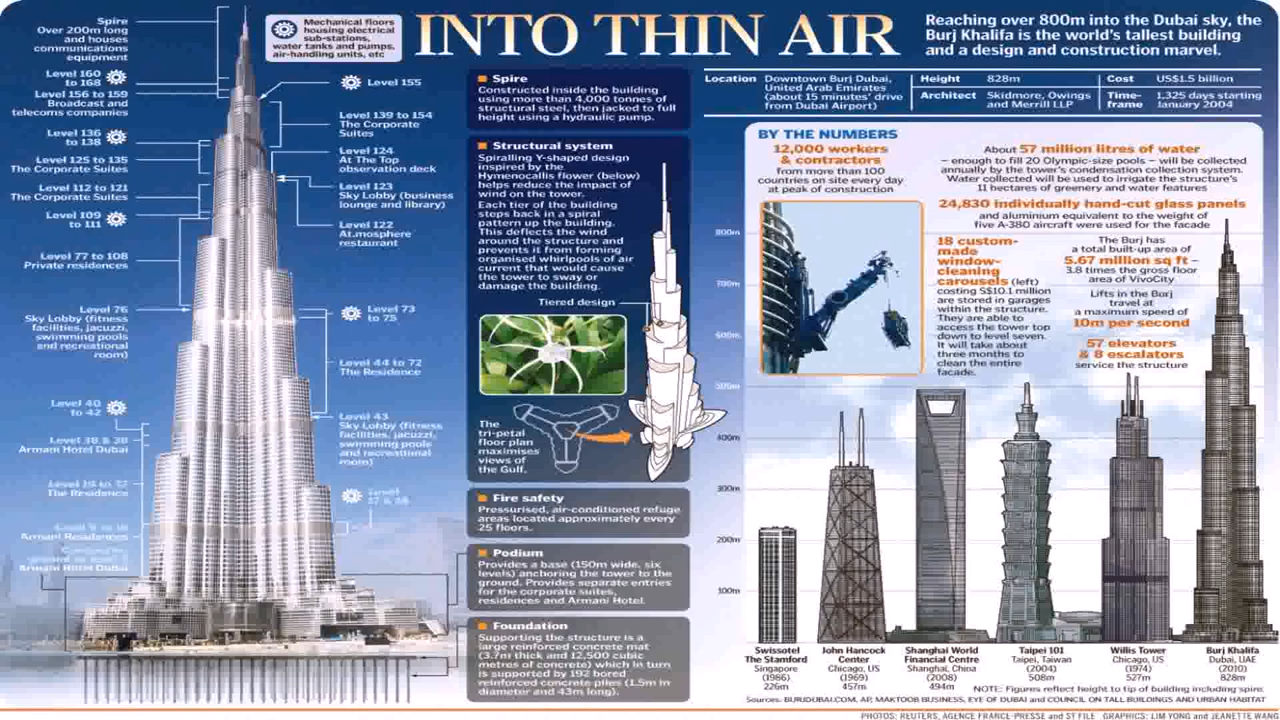 INTO THIN AIR
Reaching over 800m into the Dubai sky, the
Burj Khalifa is the world's tallest building
and a design and construction marvel.
Mechanical floors
housing electrical
sub-stations,
water tanks and pumps,
air-handling units, etc
Spire
Over 200m long
and houses
communications
equipment
Level 160
to 168
Level 156 to 159
Broadcast and
telecoms companies
Level 136
to 138
Level 125 to 135
The Corporate Suites
Level 112 to 121
The Corporate Suites
Level 109
to 111
Level 77 to 108
Private residences
Level 76
Sky Lobby (fitness
facilities, jacuzzi,
swimming pools
and recreational
room)
Level 40
to 42
Level 38 & 39
Armani Hotel Dubai
The Residence
Armani Residences
Armani Hotel Dubai
Level 155
Level 139 to 154
The Corporate
Suites
Level 124
At The Top
observation deck
Level 123
Sky Lobby (business
lounge and library)
Level 122
At.mosphere
restaurant
Level 73
to 75
Level 44 to 72
The Residence
Level 43
Sky Lobby (fitness
facilities, jacuzzi,
swimming pools
and recreational
room)
Level
Spire
Constructed inside the building
using more than 4,000 tonnes of
structural steel, then jacked to full
height using a hydraulic pump.
Structural system
Spiralling Y-shaped design
inspired by the
Hymenocallis flower (below)
helps reduce the impact of
wind on the tower.
Each tier of the building
steps back in a spiral
pattern up the building.
This deflects the wind
around the structure and
prevents it from forming
organised whirlpools of air
current that would cause
the tower to sway or
damage the building.
Tiered design
The
tri-petal
floor plan
maximises
views of
the Gulf.
Fire safety
Pressurised, air-conditioned refuge
areas located approximately every
25 floors.
Podium
Provides a base (150m wide, six
levels) anchoring the tower to the
ground. Provides separate entries
for the corporate suites,
residences and Armani Hotel.
Foundation
Supporting the structure is a
large reinforced concrete mat
(3.7m thick and 12,500 cubic
metres of concrete) which in turn
is supported by 192 bored
reinforced concrete piles (1.5m in
diameter and 43m long).
Location Downtown Burj Dubai,
United Arab Emirates
(about 15 minutes' drive
from Dubai Airport)
Height 828m
Architect Skidmore, Owings
and Merrill LLP
Cost US$1.5 billion
Time-
frame 1,325 days starting
January 2004
BY THE NUMBERS
12,000 workers
& contractors
from more than 100
countries on site every day
at peak of construction
About 57 million litres of water
– enough to fill 20 Olympic-size pools – will be collected
annually by the tower's condensation collection system.
Water collected will be used to irrigate the structure's
11 hectares of greenery and water features
24,830 individually hand-cut glass panels
and aluminium equivalent to the weight of
five A-380 aircraft were used for the facade
18 custom-
made
window-
cleaning
carousels (left)
costing S$10.1 million
are stored in garages
within the structure.
They are able to
access the tower top
down to level seven.
It will take about
three months to
clean the entire
facade.
The Burj has
a total built-up area of
5.67 million sq ft –
3.8 times the gross floor
area of VivoCity
Lifts in the Burj
travel at
a maximum speed of
10m per second
57 elevators
& 8 escalators
service the structure
800m
700m
600m
500m
400m
300m
200m
100m
Swissotel
The Stamford
Singapore
(1986)
226m
John Hancock
Center
Chicago, US
(1969)
457m
Shanghai World
Financial Centre
Shanghai, China
(2008)
494m
Taipei 101
Taipei, Taiwan
(2004)
508m
Willis Tower
Chicago, US
(1974)
527m
Burj Khalifa
Dubai, UAE
(2010)
828m
NOTE: Figures reflect height to tip of building including spire.
Sources: BURJDUBAI.COM, AP, MAKTOOB BUSINESS, EYE OF DUBAI and COUNCIL ON TALL BUILDINGS AND URBAN HABITAT
PHOTOS: REUTERS, AGENCE FRANCE-PRESSE and ST FILE GRAPHICS: LIM YONG and JEANETTE WANG